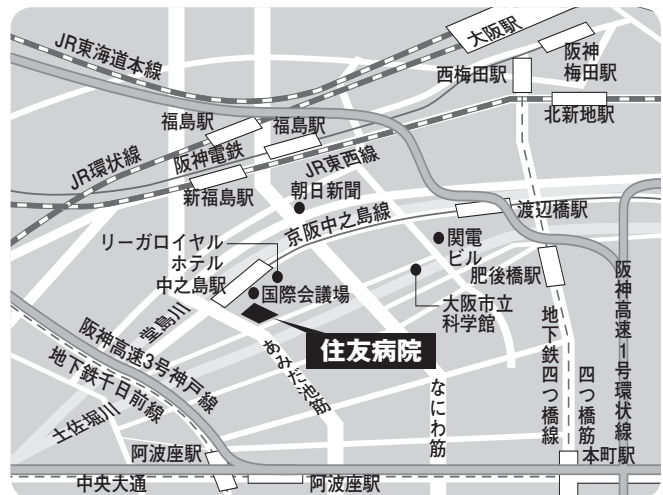 大阪駅
JR東海道本線
阪神
梅田駅
西梅田駅
北新地駅
福島駅
福島駅
阪神電鉄
JR環状線
JR東西線
新福島駅
朝日新聞
渡辺橋駅
京阪中之島線
リーガロイヤル
ホテル
関電
ビル
中之島駅
肥後橋駅
国際会議場
大阪市立
科学館
堂島川
住友病院
阪神高速3号神戸線
地下鉄千日前線
土佐堀川
あみだ池筋
なにわ筋
地下鉄四つ橋線
四つ橋筋
阪神高速1号環状線
阿波座駅
本町駅
中央大通
阿波座駅